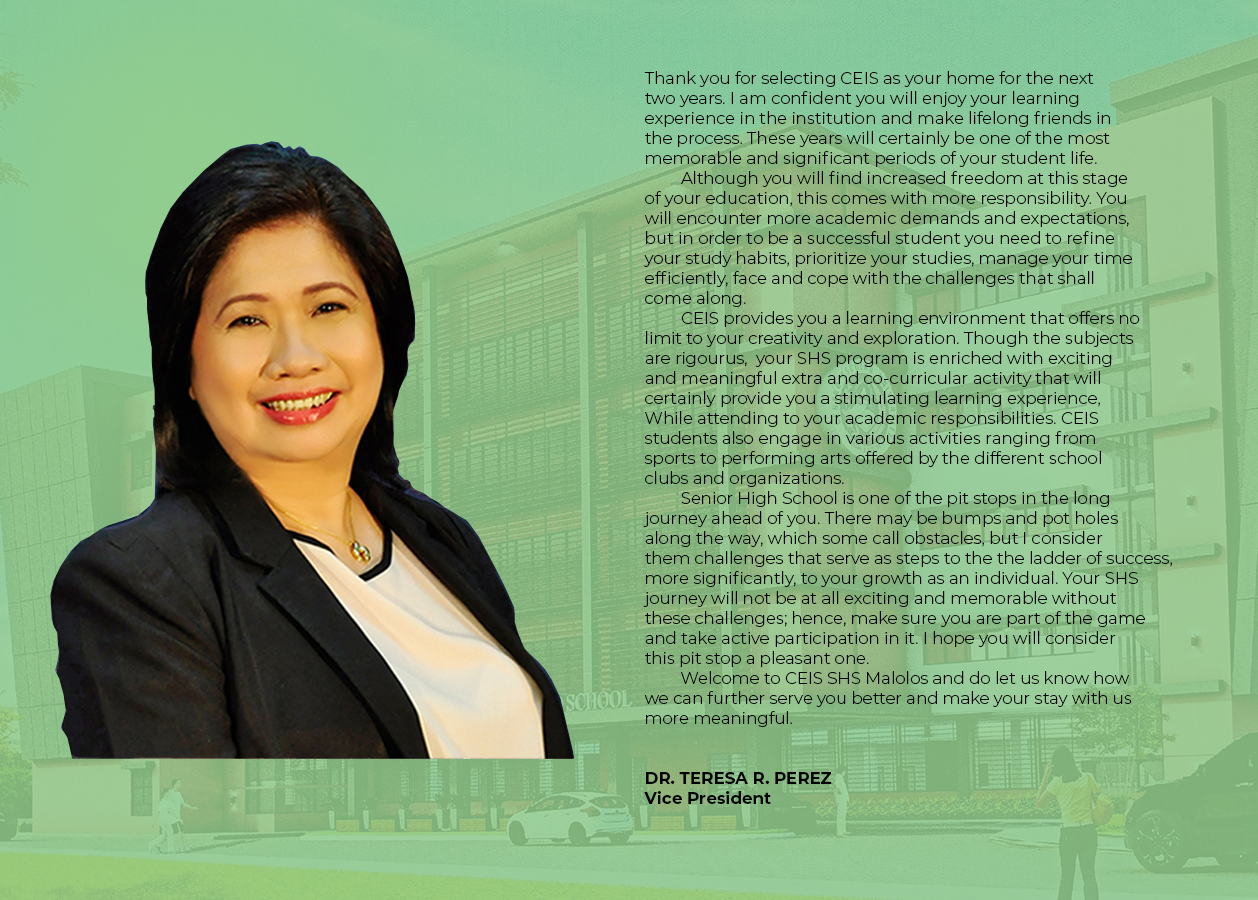 Thank you for selecting CEIS as your home for the next
two years. I am confident you will enjoy your learning
experience in the institution and make lifelong friends in
the process. These years will certainly be one of the most
memorable and significant periods of your student life.
Although you will find increased freedom at this stage
of your education, this comes with more responsibility. You
will encounter more academic demands and expectations,
but in order to be a successful student you need to refine
your study habits, prioritize your studies, manage your time
efficiently, face and cope with the challenges that shall
come along.
CEIS provides you a learning environment that offers no
limit to your creativity and exploration. Though the subjects
are rigourus,  your SHS program is enriched with exciting
and meaningful extra and co-curricular activity that will
certainly provide you a stimulating learning experience,
While attending to your academic responsibilities. CEIS
students also engage in various activities ranging from
sports to performing arts offered by the different school
clubs and organizations.
Senior High School is one of the pit stops in the long
journey ahead of you. There may be bumps and pot holes
along the way, which some call obstacles, but I consider
them challenges that serve as steps to the the ladder of success,
more significantly, to your growth as an individual. Your SHS
journey will not be at all exciting and memorable without
these challenges; hence, make sure you are part of the game
and take active participation in it. I hope you will consider
this pit stop a pleasant one.
Welcome to CEIS SHS Malolos and do let us know how
we can further serve you better and make your stay with us
more meaningful.
SCHOOL
DR. TERESA R. PEREZ
Vice President